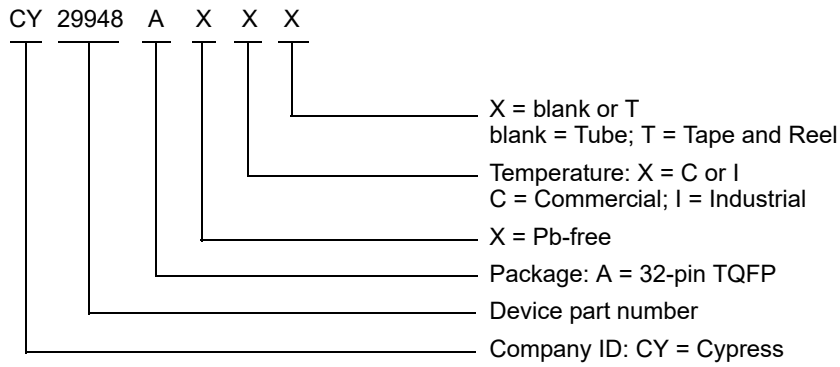 CY 29948 A X X X
X = blank or T
blank = Tube; T = Tape and Reel
Temperature: X = C or I
C = Commercial; I = Industrial
X = Pb-free
Package: A = 32-pin TQFP
Device part number
Company ID: CY = Cypress